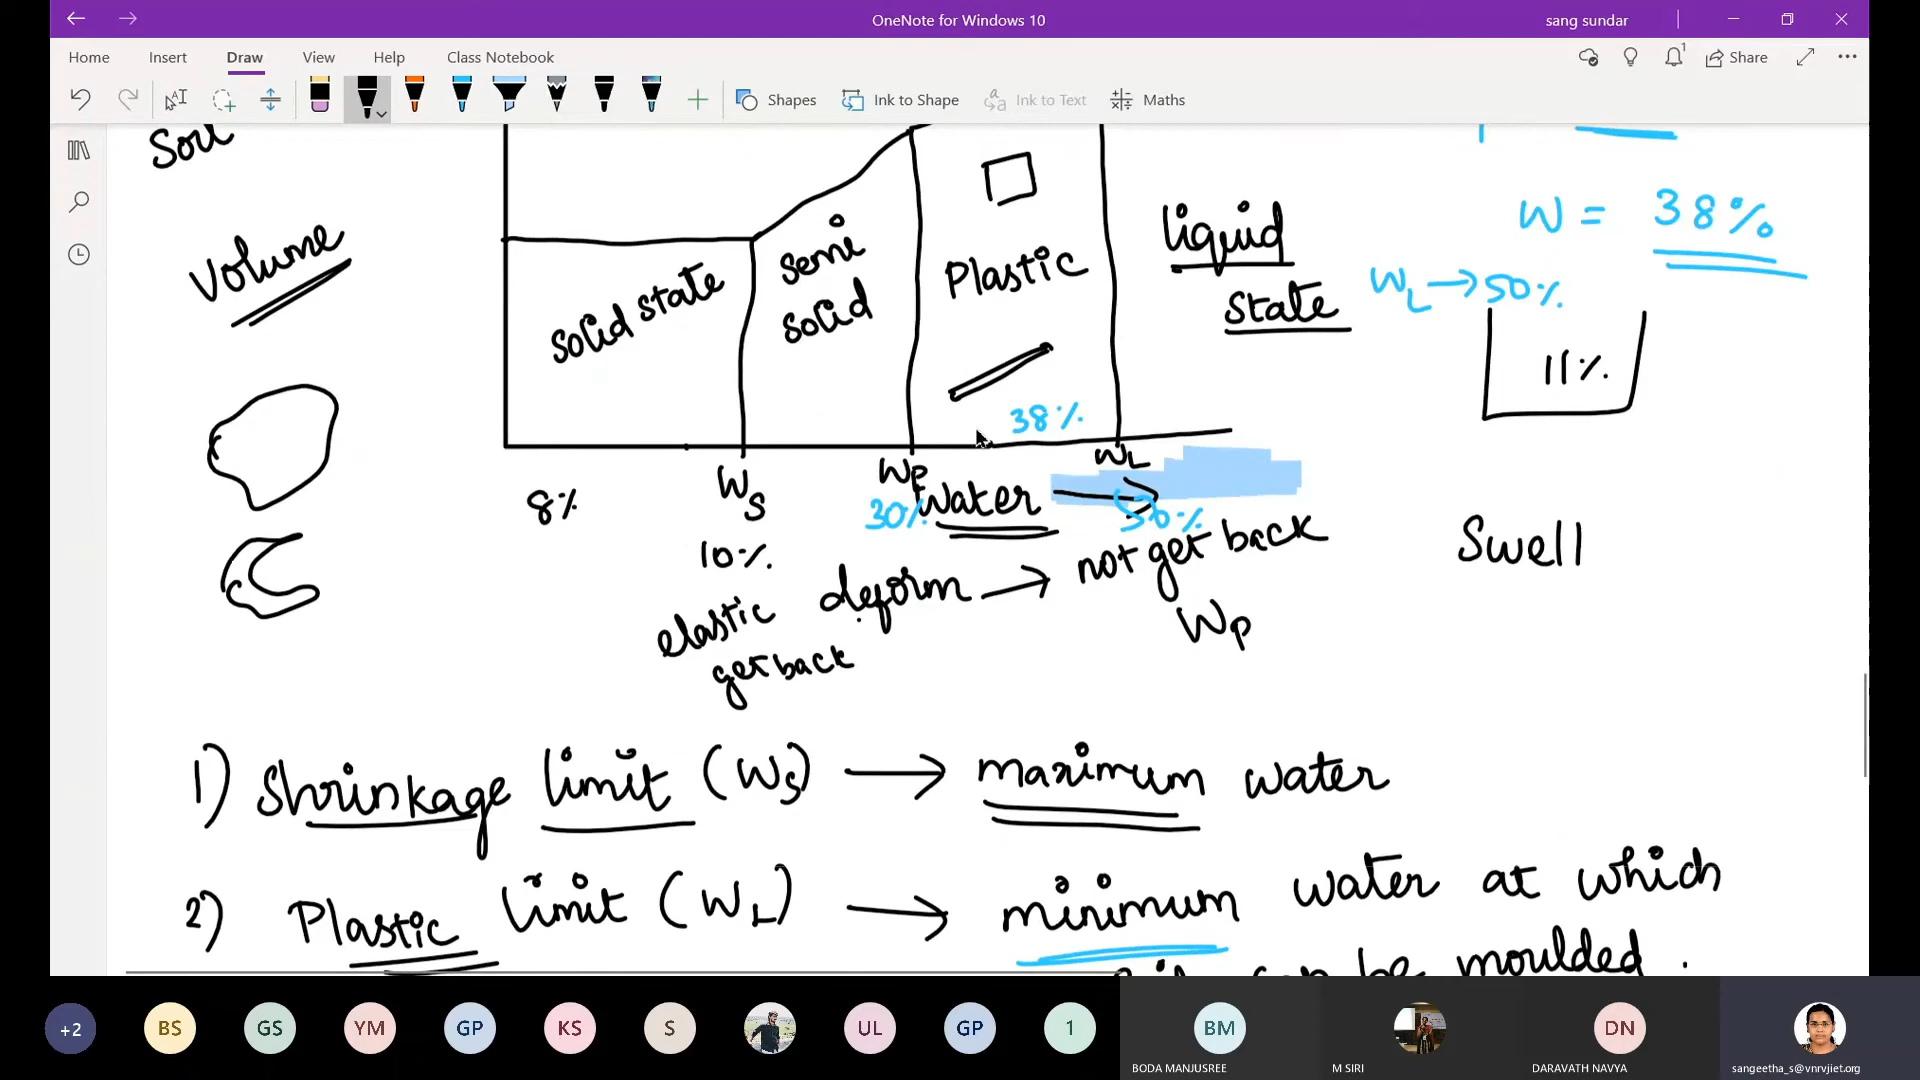 OneNote for Windows 10
sang sundar
Home Insert Draw View Help Class Notebook
1
Share
Shapes Ink to Shape Ink to Text Maths
Soil
Volume
solid state
semi
solid
Plastic
liquid
state
W = 38%
WL → 50%
11%
38%
8%
WS
10%
WP
30%
WL
50%
Water →
elastic
get back
deform → not get back
WP
Swell
1) Shrinkage limit (WS) → maximum water
2) Plastic limit (WL) → minimum water at which
can be moulded.
+2 BS GS YM GP KS S UL GP 1 BM DN
BODA MANJUSREE M SIRI DARAVATH NAVYA sangeetha_s@vnrvjiet.org